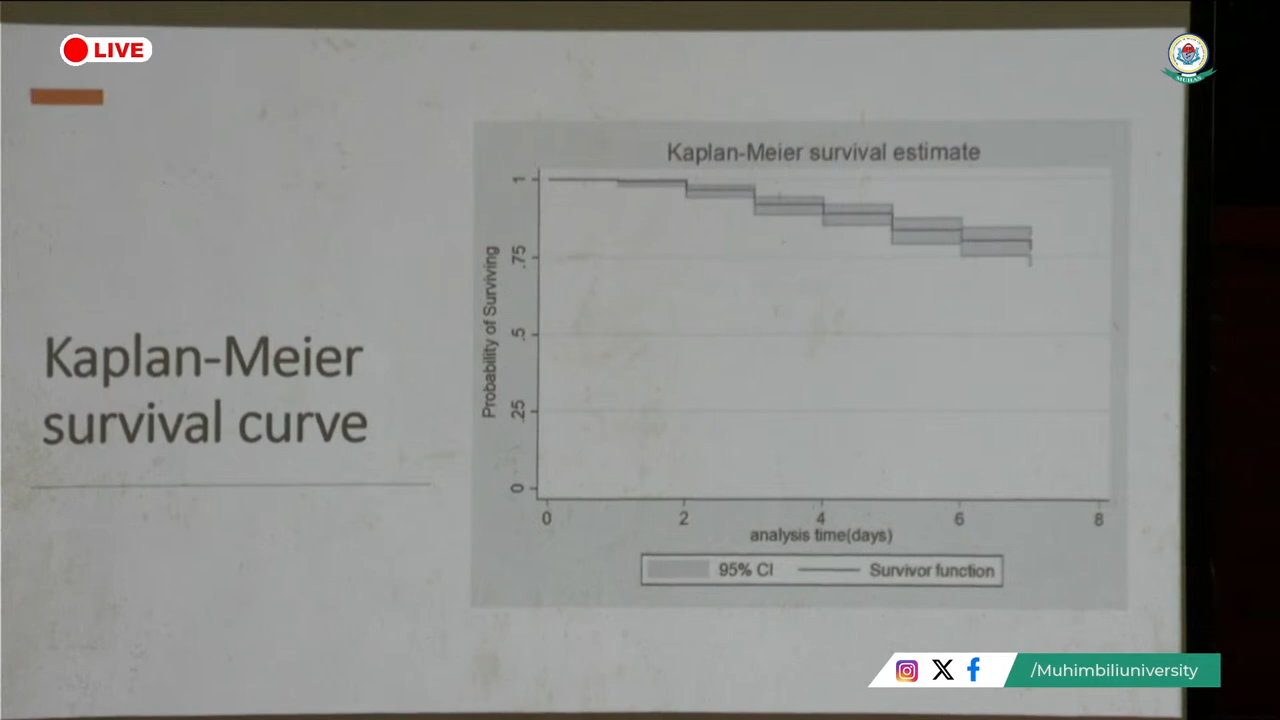 LIVE
MUHAS
Kaplan-Meier
survival curve
Kaplan-Meier survival estimate
Probability of Surviving
1
.75
.5
.25
0
0 2 4 6 8
analysis time(days)
95% CI Survivor function
/Muhimbiliuniversity